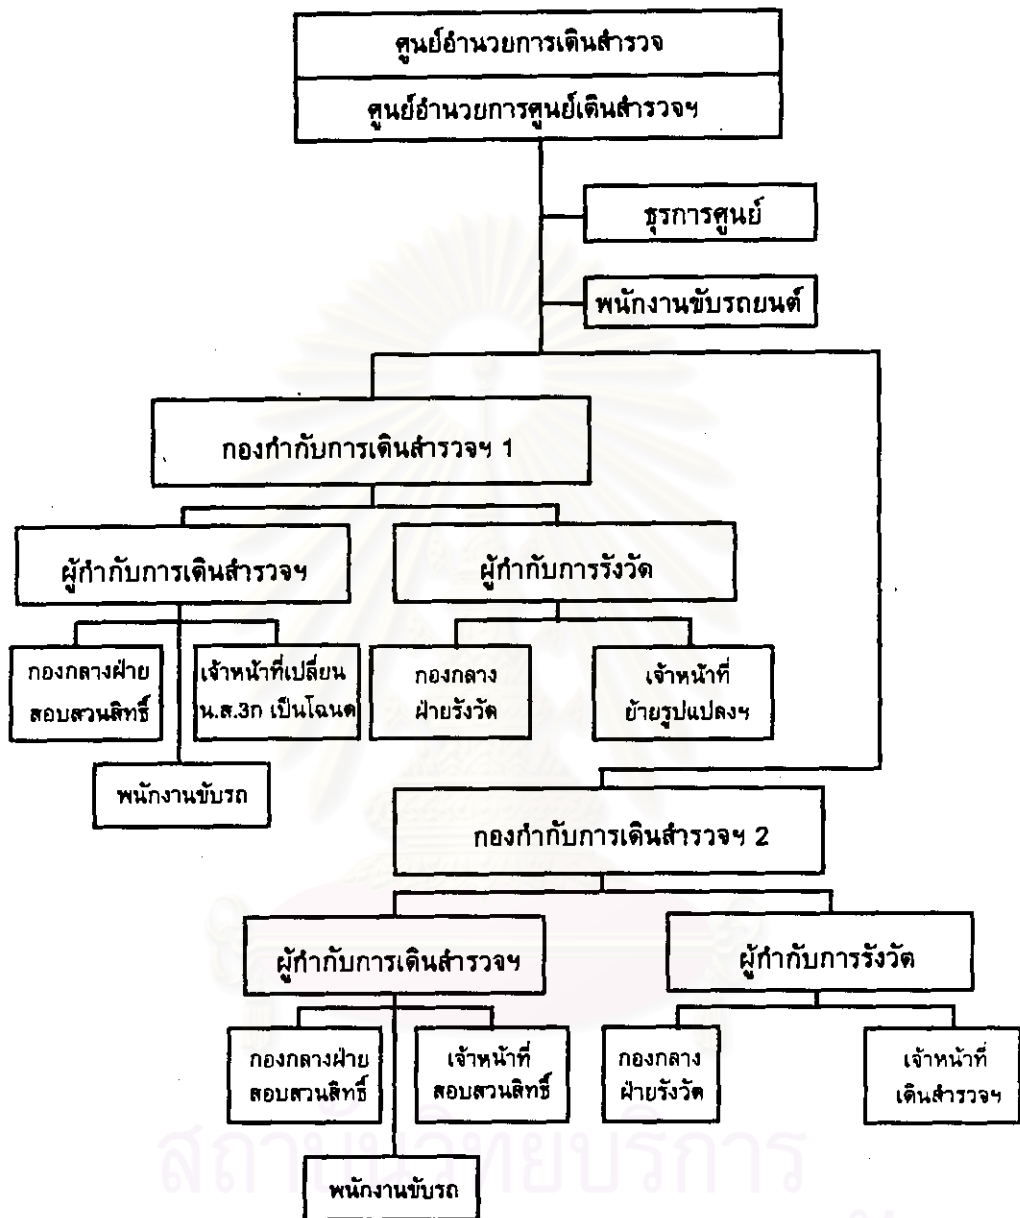 ศูนย์อำนวยการเดินสำรวจ
ศูนย์อำนวยการศูนย์เดินสำรวจฯ
ธุรการศูนย์
พนักงานขับรถยนต์
กองกำกับการเดินสำรวจฯ 1
ผู้กำกับการเดินสำรวจฯ
ผู้กำกับการรังวัด
กองกลางฝ่าย
สอบสวนสิทธิ์
เจ้าหน้าที่เปลี่ยน
น.ส.3ก เป็นโฉนด
กองกลาง
ฝ่ายรังวัด
เจ้าหน้าที่
ย้ายรูปแปลงฯ
พนักงานขับรถ
กองกำกับการเดินสำรวจฯ 2
ผู้กำกับการเดินสำรวจฯ
ผู้กำกับการรังวัด
กองกลางฝ่าย
สอบสวนสิทธิ์
เจ้าหน้าที่
สอบสวนสิทธิ์
กองกลาง
ฝ่ายรังวัด
เจ้าหน้าที่
เดินสำรวจฯ
สถาบันวิทยบริการ
พนักงานขับรถ